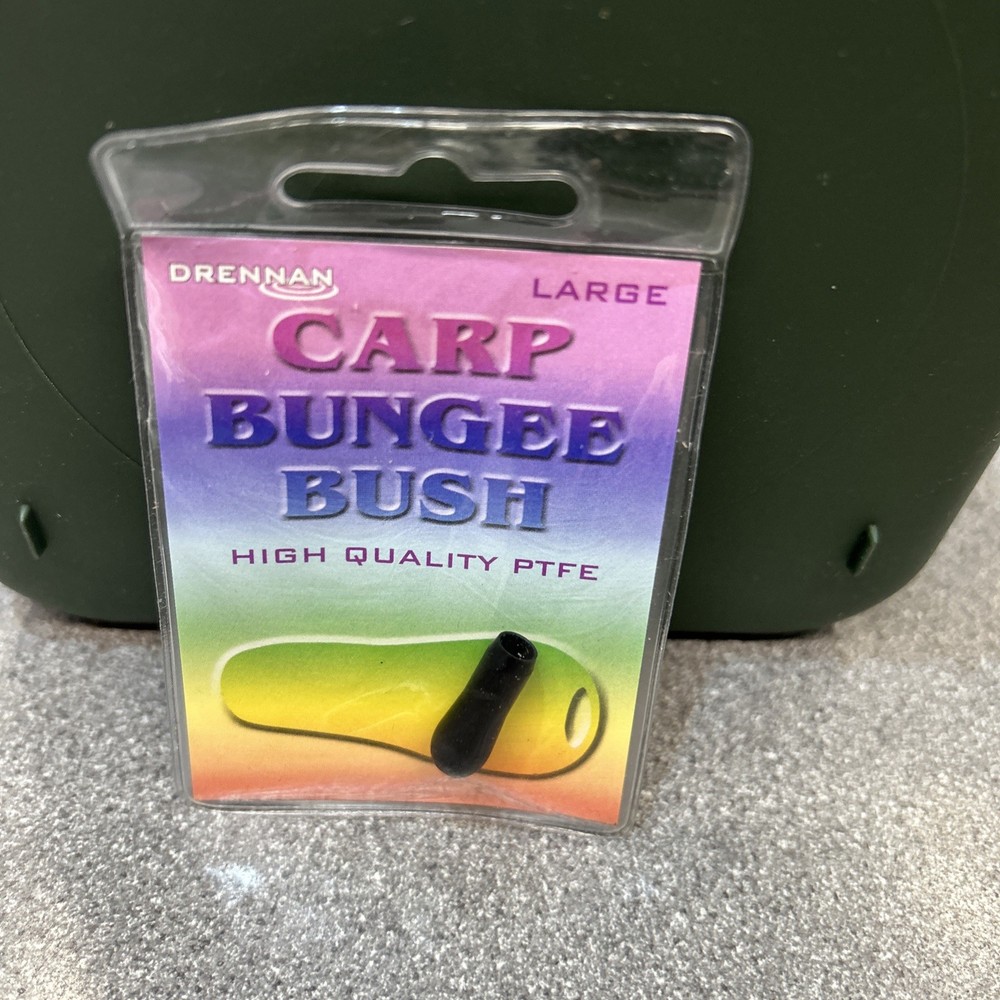 DRENNAN
LARGE
CARP
BUNGEE
BUSH
HIGH QUALITY PTFE